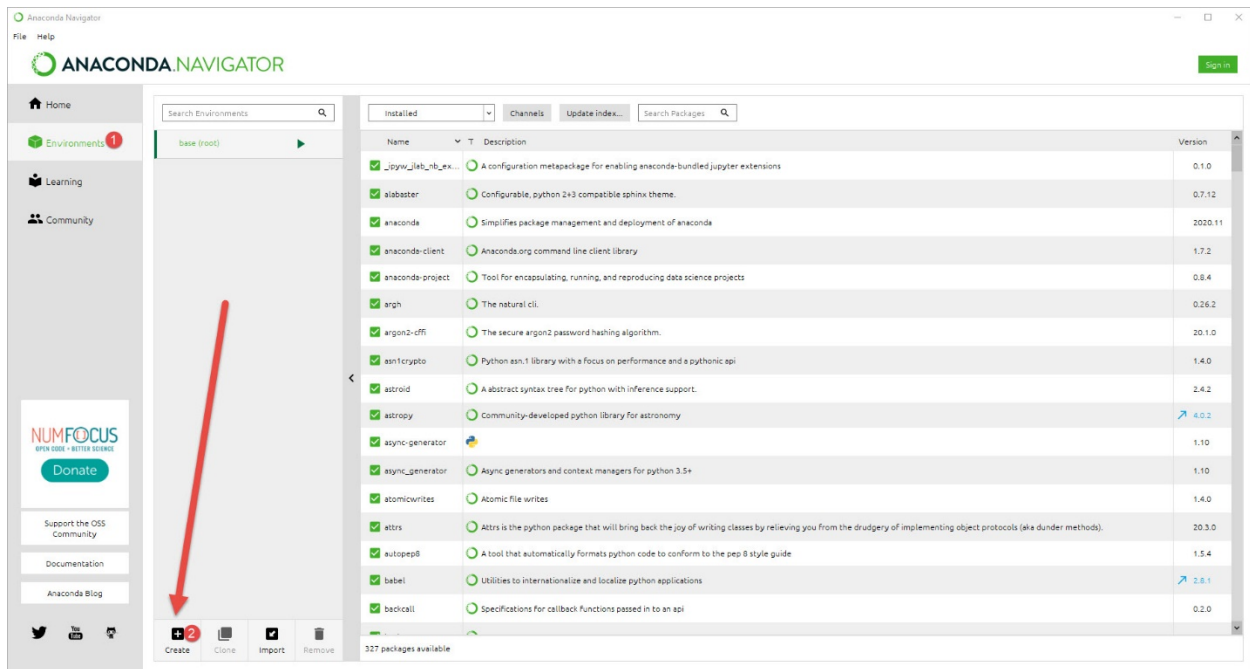 Anaconda Navigator
File Help
ANACONDA.NAVIGATOR
Sign in
Home
Environments 1
Learning
Community
NUMFOCUS
OPEN CODE = BETTER SCIENCE
Donate
Support the OSS
Community
Documentation
Anaconda Blog
You
Tube
Search Environments
base (root)
2
Create Clone Import Remove
Installed Channels Update index... Search Packages
Name T Description Version
_ipyw_jlab_nb_ex... A configuration metapackage for enabling anaconda-bundled jupyter extensions 0.1.0
alabaster Configurable, python 2+3 compatible sphinx theme. 0.7.12
anaconda Simplifies package management and deployment of anaconda 2020.11
anaconda-client Anaconda.org command line client library 1.7.2
anaconda-project Tool for encapsulating, running, and reproducing data science projects 0.8.4
argh The natural cli. 0.26.2
argon2-cffi The secure argon2 password hashing algorithm. 20.1.0
asn1crypto Python asn.1 library with a focus on performance and a pythonic api 1.4.0
astroid A abstract syntax tree for python with inference support. 2.4.2
astropy Community-developed python library for astronomy 4.0.2
async-generator 1.10
async_generator Async generators and context managers for python 3.5+ 1.10
atomicwrites Atomic file writes 1.4.0
attrs Attrs is the python package that will bring back the joy of writing classes by relieving you from the drudgery of implementing object protocols (aka dunder methods). 20.3.0
autopep8 A tool that automatically formats python code to conform to the pep 8 style guide 1.5.4
babel Utilities to internationalize and localize python applications 2.8.1
backcall Specifications for callback functions passed in to an api 0.2.0
327 packages available